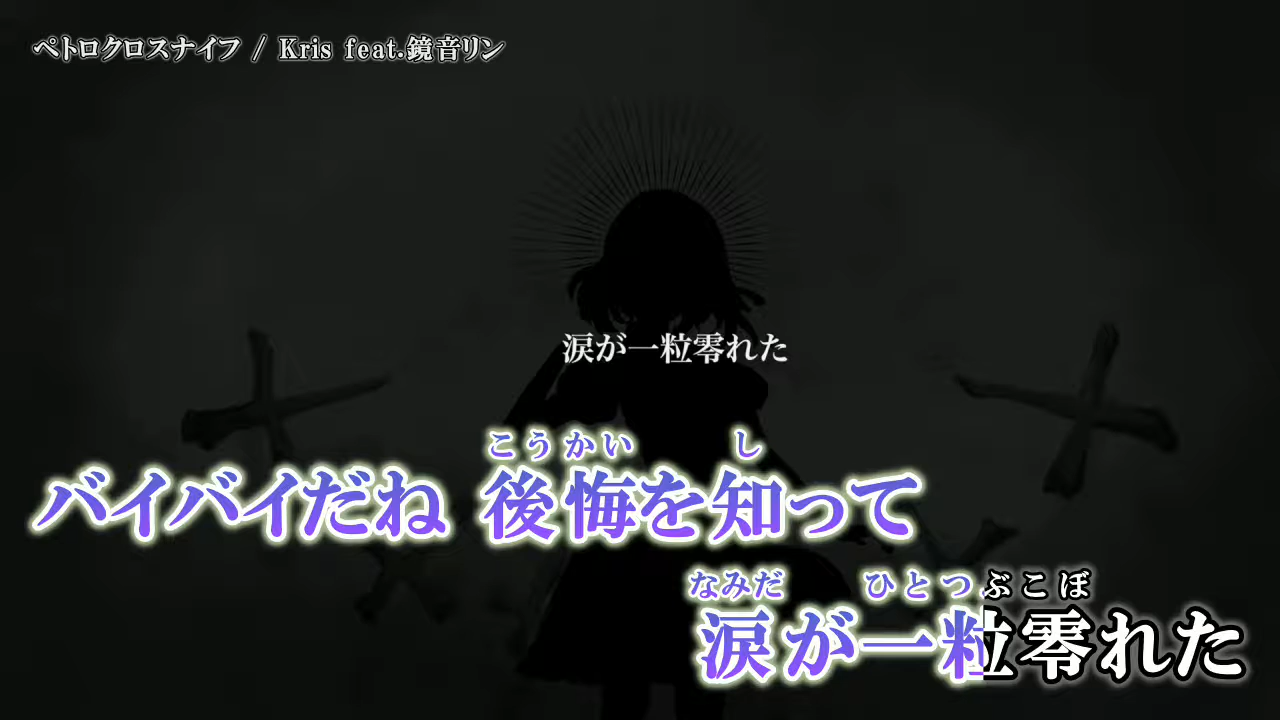 ペトロクロスナイフ / Kris feat.鏡音リン
涙が一粒零れた
こうかい し
バイバイだね 後悔を知って
なみだ ひとつぶこぼ
涙が一粒零れた